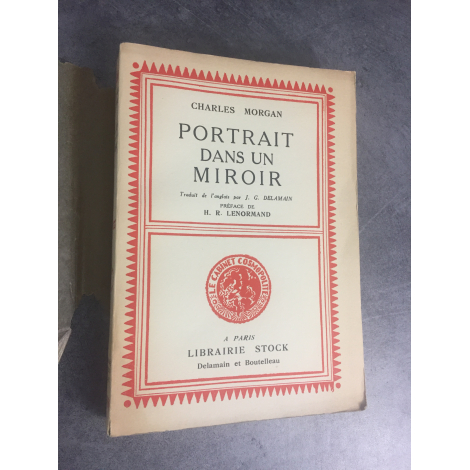 CHARLES MORGAN
PORTRAIT
DANS UN
MIROIR
Traduit de l'anglais par J. G. DELAMAIN
PRÉFACE DE
H. R. LENORMAND
LE CABINET COSMOPOLITE
A PARIS
LIBRAIRIE STOCK
Delamain et Boutelleau